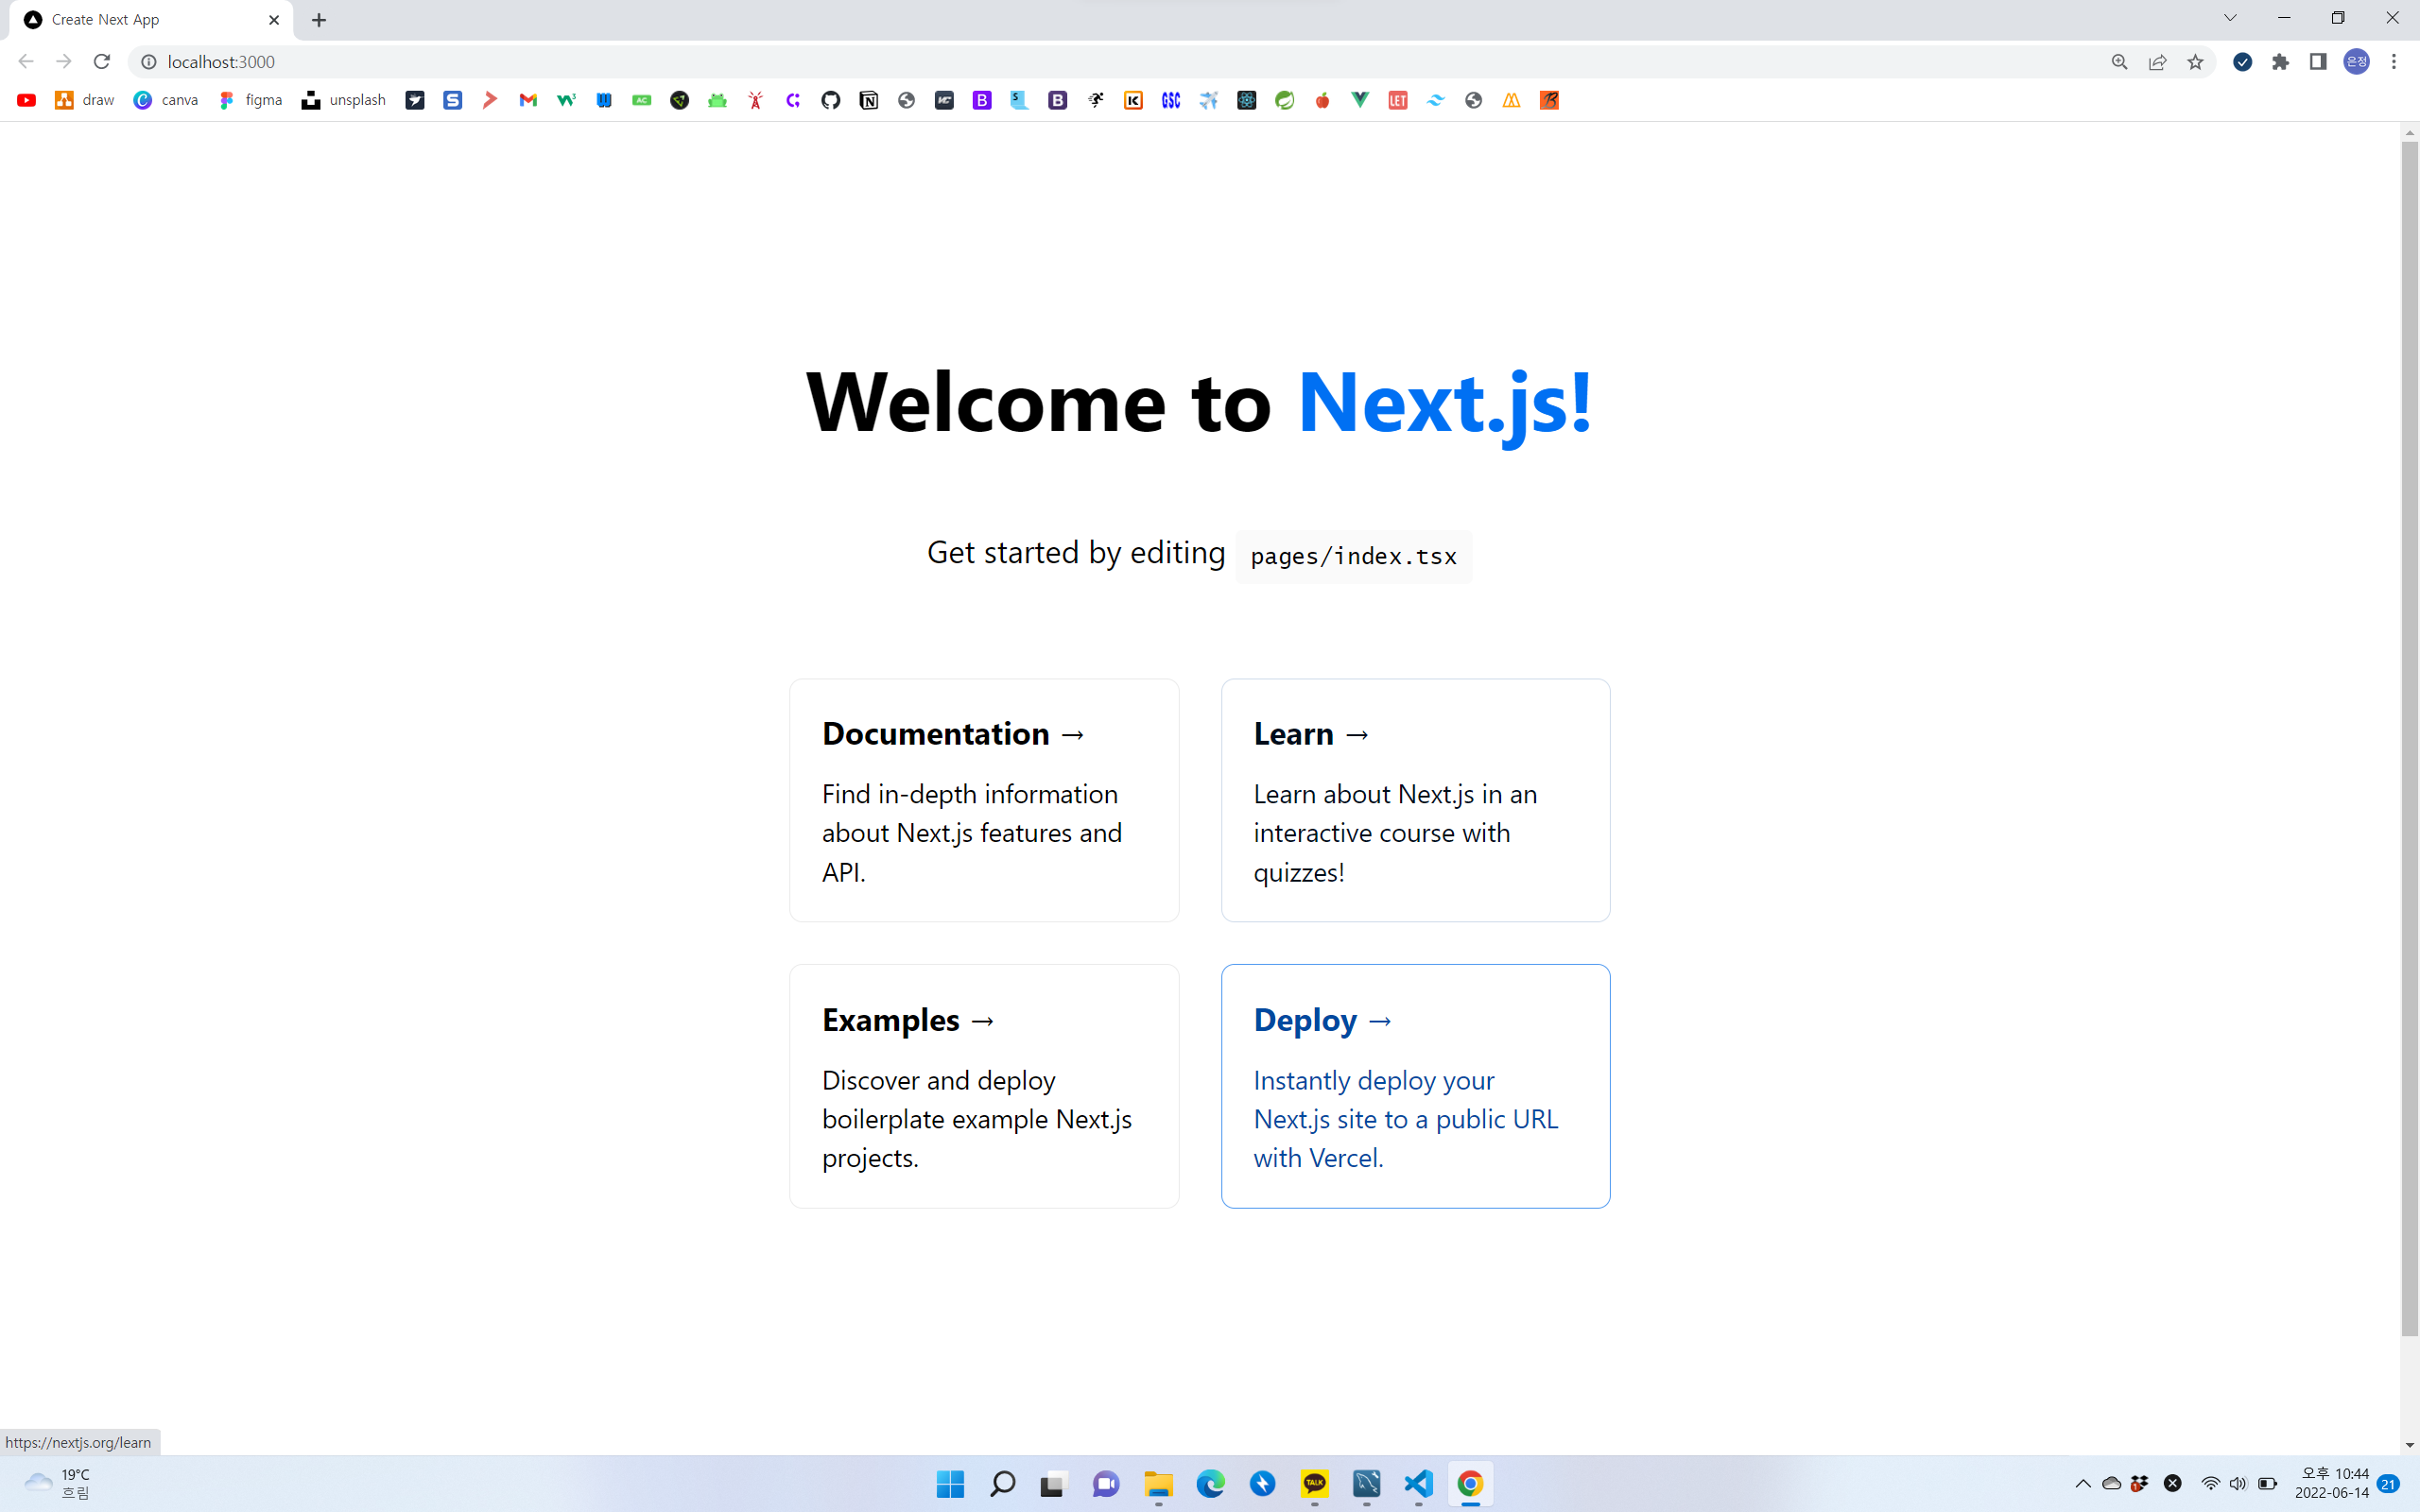 Create Next App
localhost:3000
은정
draw canva figma unsplash
Welcome to Next.js!
Get started by editing pages/index.tsx
Documentation →
Find in-depth information
about Next.js features and
API.
Learn →
Learn about Next.js in an
interactive course with
quizzes!
Examples →
Discover and deploy
boilerplate example Next.js
projects.
Deploy →
Instantly deploy your
Next.js site to a public URL
with Vercel.
https://nextjs.org/learn
19°C
흐림
TALK
오후 10:44
2022-06-14
21